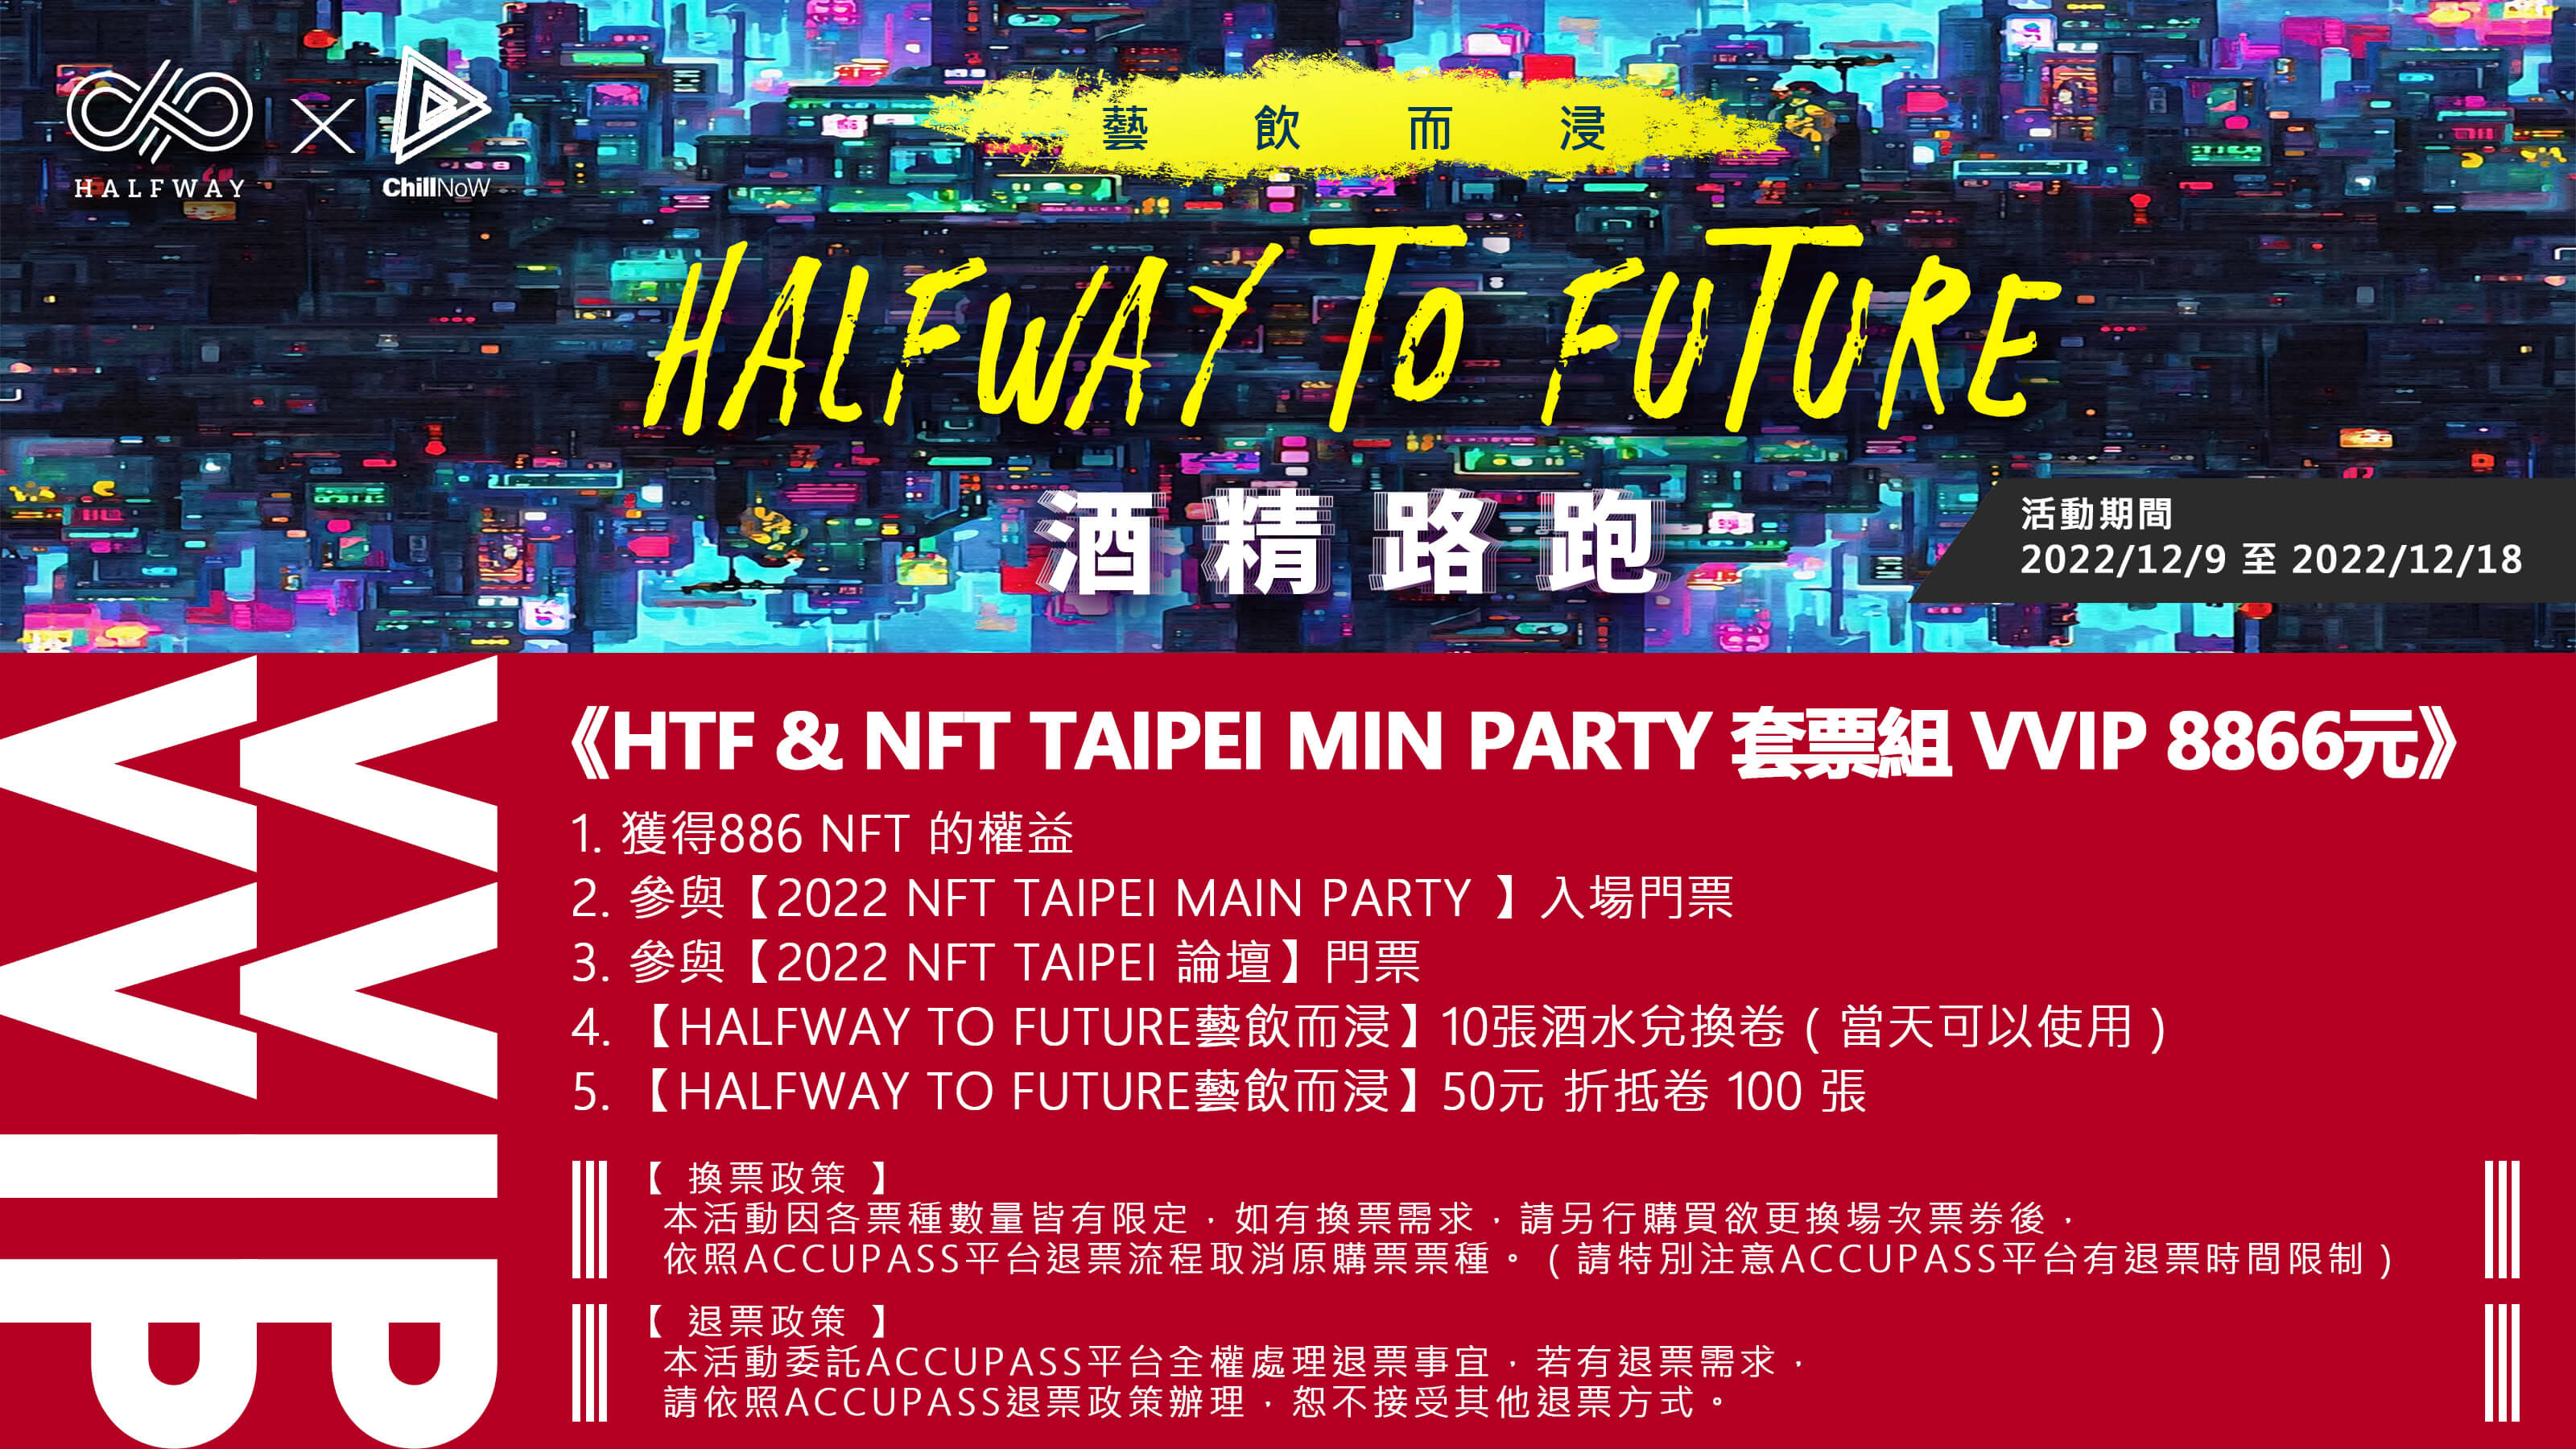 HALFWAY
X
ChillNoW
藝飲而浸
HALFWAY TO FUTURE
酒精路跑
活動期間
2022/12/9 至 2022/12/18
VVIP
VVIP
《HTF & NFT TAIPEI MIN PARTY 套票組 VVIP 8866元》
1. 獲得886 NFT 的權益
2. 參與【2022 NFT TAIPEI MAIN PARTY 】入場門票
3. 參與【2022 NFT TAIPEI 論壇】門票
4. 【HALFWAY TO FUTURE藝飲而浸】10張酒水兌換卷（當天可以使用）
5. 【HALFWAY TO FUTURE藝飲而浸】50元 折抵卷 100 張
【 換票政策 】
本活動因各票種數量皆有限定，如有換票需求，請另行購買欲更換場次票券後，
依照ACCUPASS平台退票流程取消原購票票種。（請特別注意ACCUPASS平台有退票時間限制）
【 退票政策 】
本活動委託ACCUPASS平台全權處理退票事宜，若有退票需求，
請依照ACCUPASS退票政策辦理，恕不接受其他退票方式。